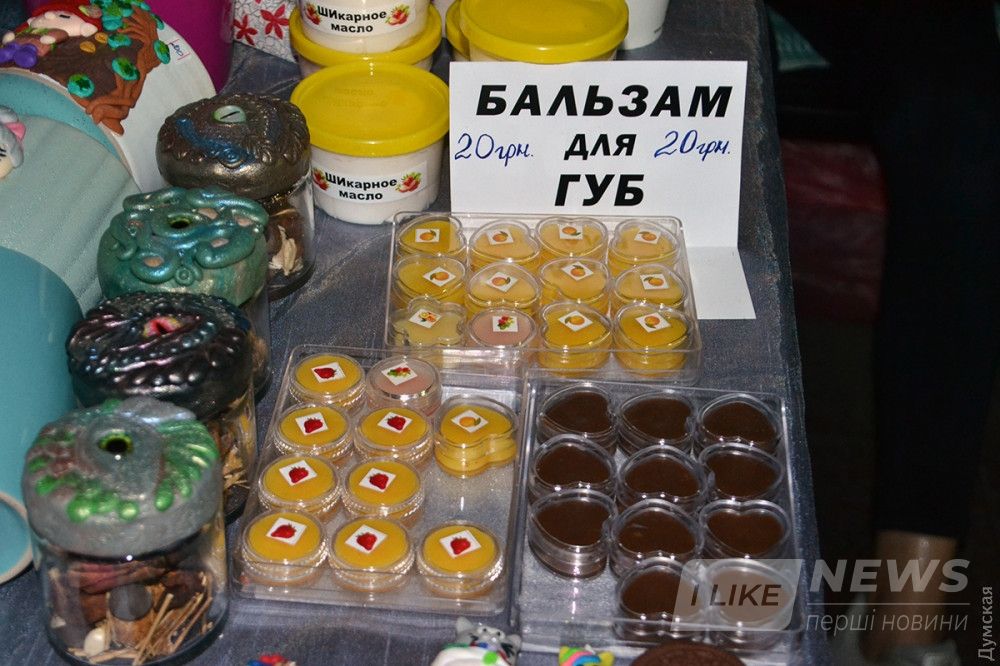 ШИкарное
масло
БАЛЬЗАМ
20грн. ДЛЯ 20грн.
ГУБ
ШИкарное
масло
I LIKE NEWS
перші новини
Думская